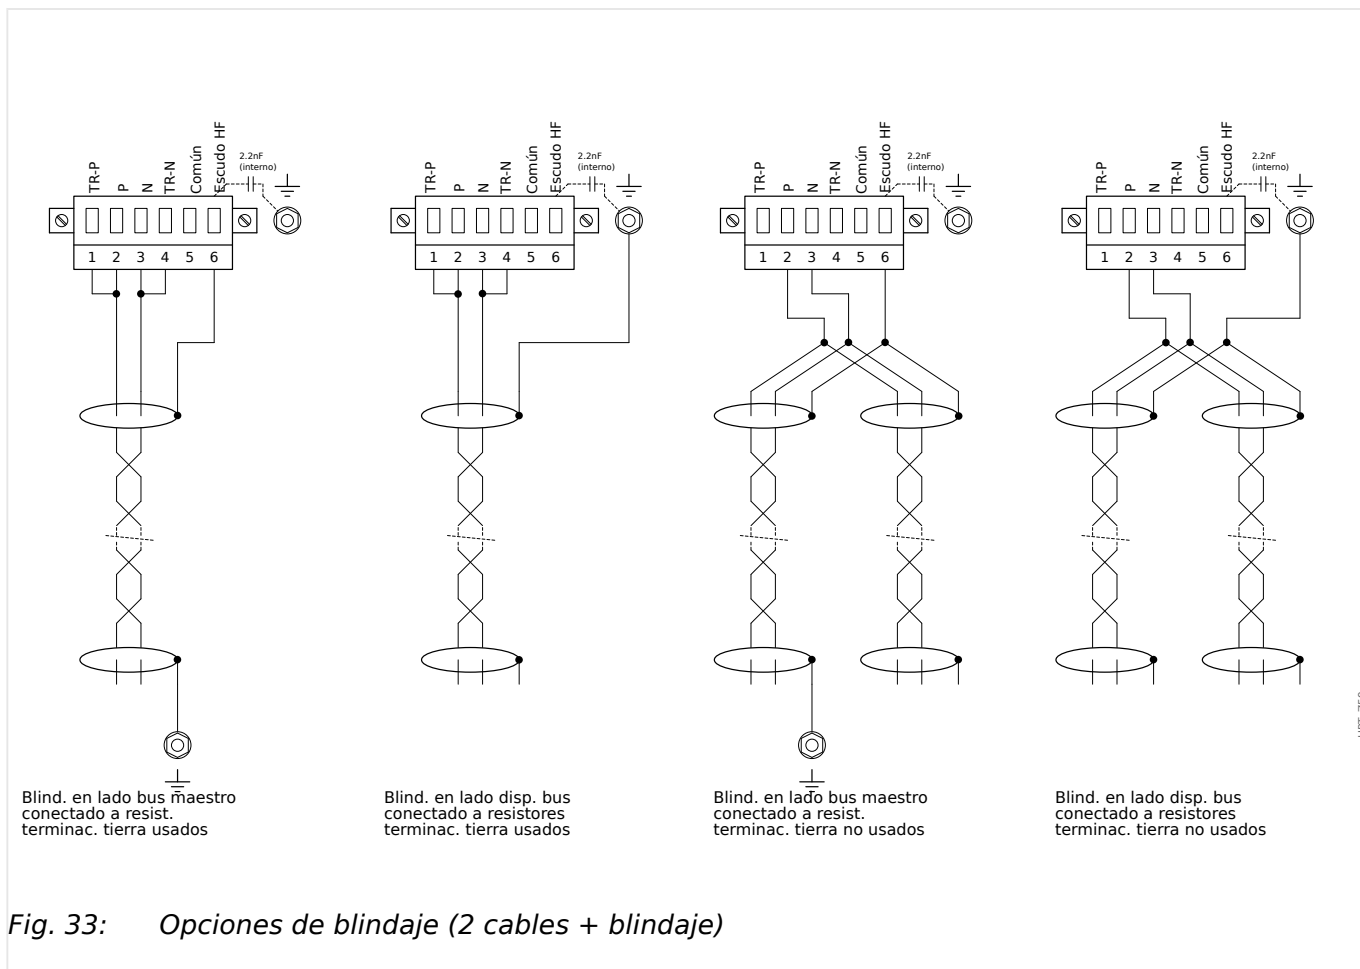 TR-P
P
N
TR-N
Común
Escudo HF
2.2nF
(interno)
1 2 3 4 5 6
TR-P
P
N
TR-N
Común
Escudo HF
2.2nF
(interno)
1 2 3 4 5 6
TR-P
P
N
TR-N
Común
Escudo HF
2.2nF
(interno)
1 2 3 4 5 6
TR-P
P
N
TR-N
Común
Escudo HF
2.2nF
(interno)
1 2 3 4 5 6
Blind. en lado bus maestro
conectado a resist.
terminac. tierra usados
Blind. en lado disp. bus
conectado a resistores
terminac. tierra usados
Blind. en lado bus maestro
conectado a resist.
terminac. tierra no usados
Blind. en lado disp. bus
conectado a resistores
terminac. tierra no usados
Fig. 33: Opciones de blindaje (2 cables + blindaje)